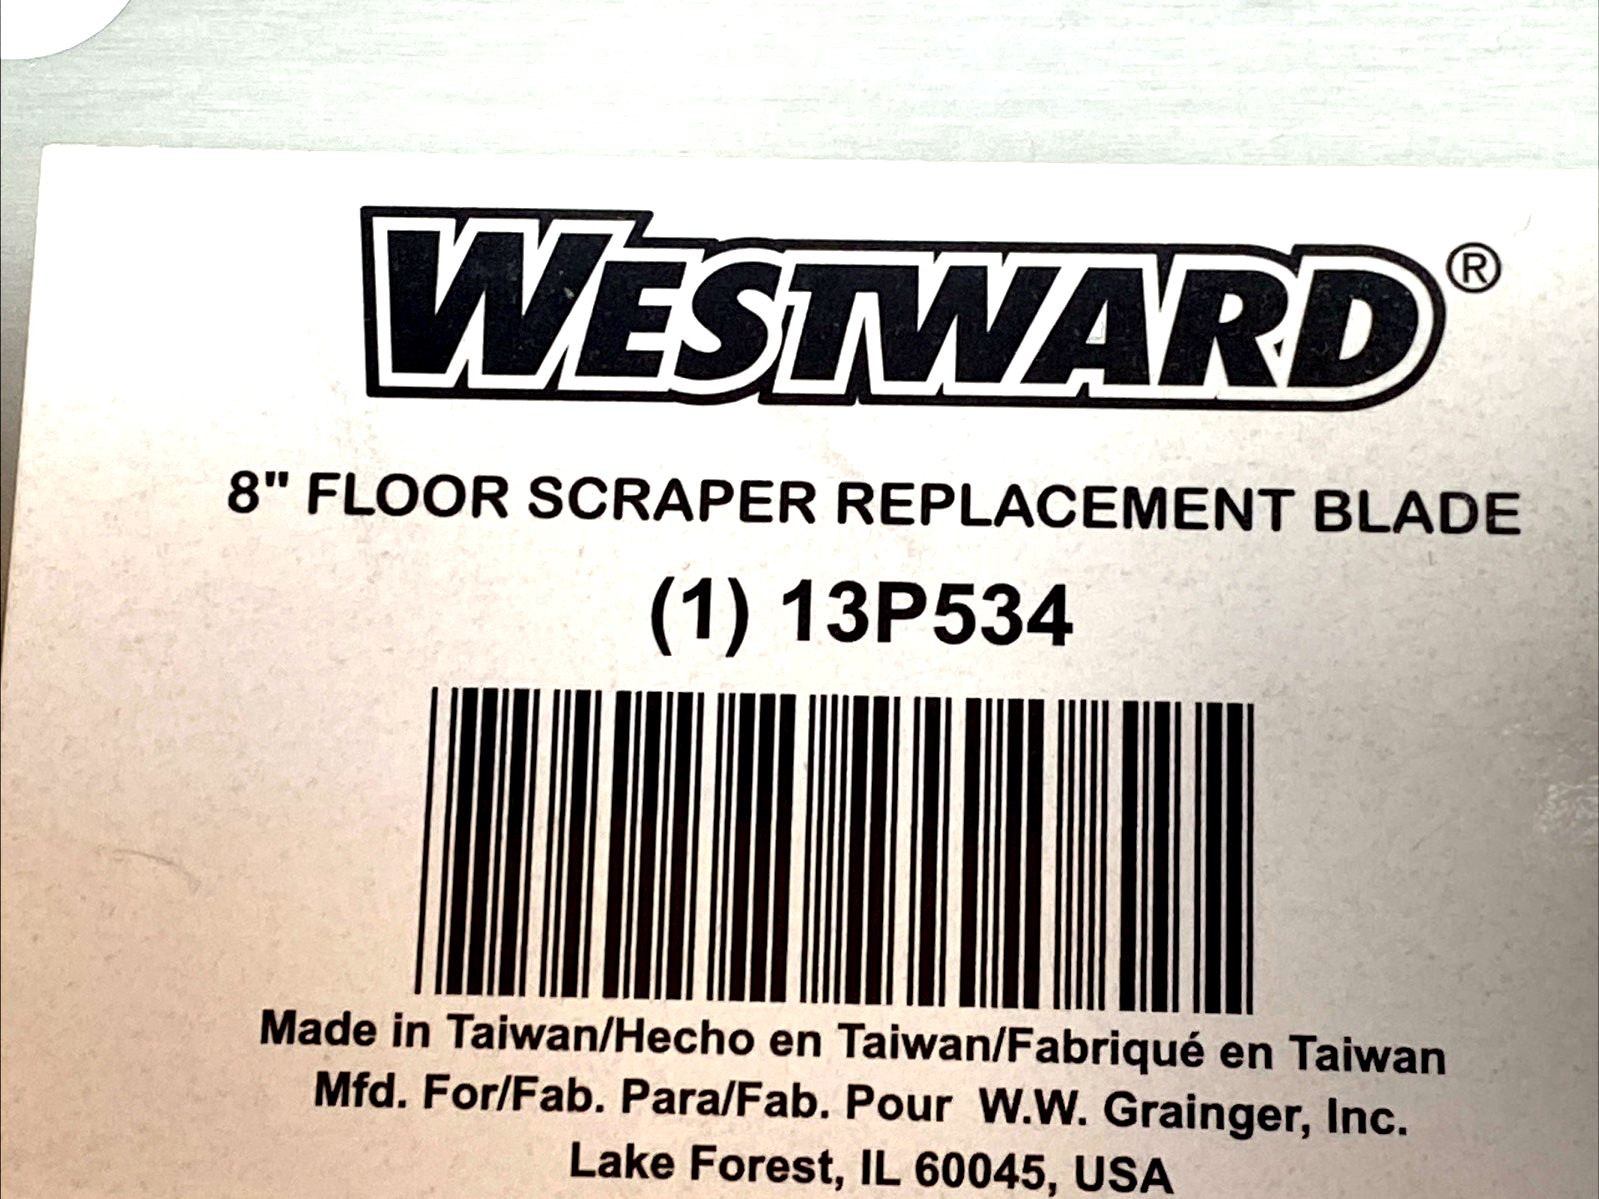 WESTWARD®
8" FLOOR SCRAPER REPLACEMENT BLADE
(1) 13P534
Made in Taiwan/Hecho en Taiwan/Fabriqué en Taiwan
Mfd. For/Fab. Para/Fab. Pour W.W. Grainger, Inc.
Lake Forest, IL 60045, USA